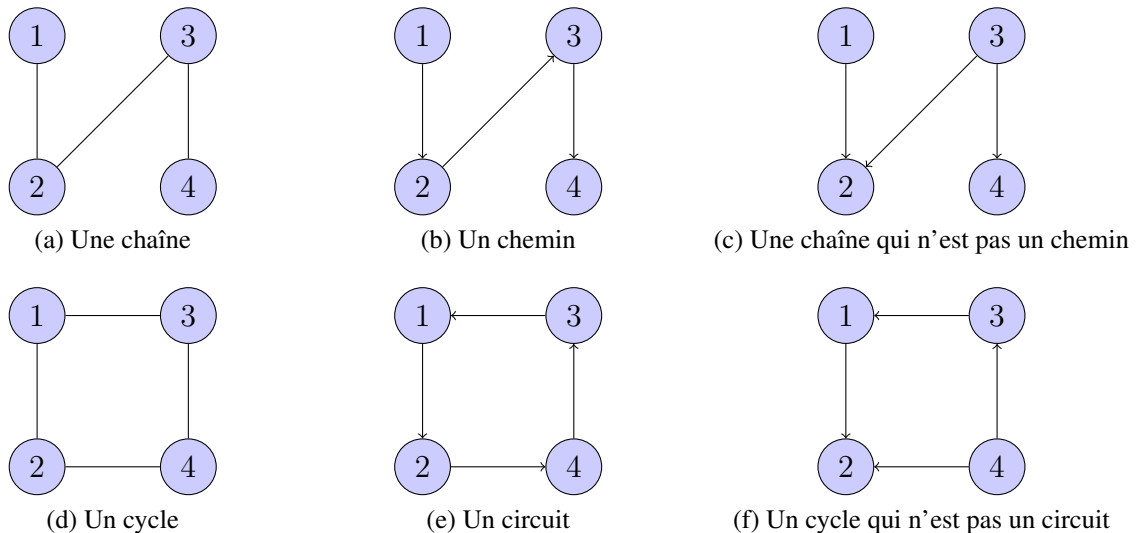 1 3 1 3 1 3
2 4 2 4 2 4
(a) Une chaîne (b) Un chemin (c) Une chaîne qui n'est pas un chemin
1 3 1 3 1 3
2 4 2 4 2 4
(d) Un cycle (e) Un circuit (f) Un cycle qui n'est pas un circuit